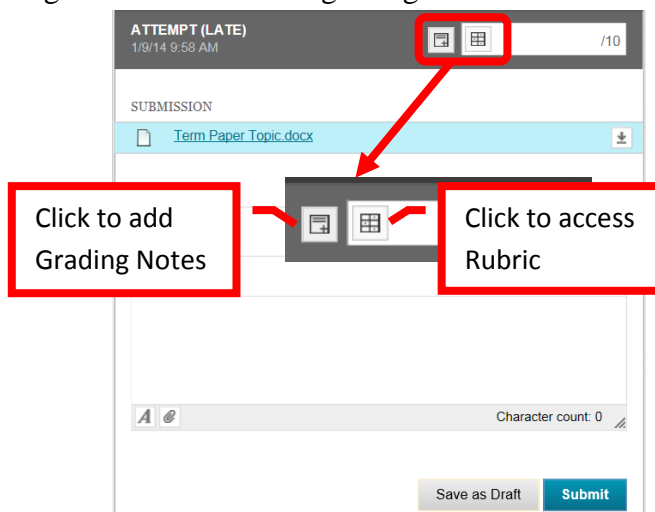 ATTEMPT (LATE)
1/9/14 9:58 AM
/10
SUBMISSION
Term Paper Topic.docx
Click to add
Grading Notes
Click to access
Rubric
A
Character count: 0
Save as Draft
Submit